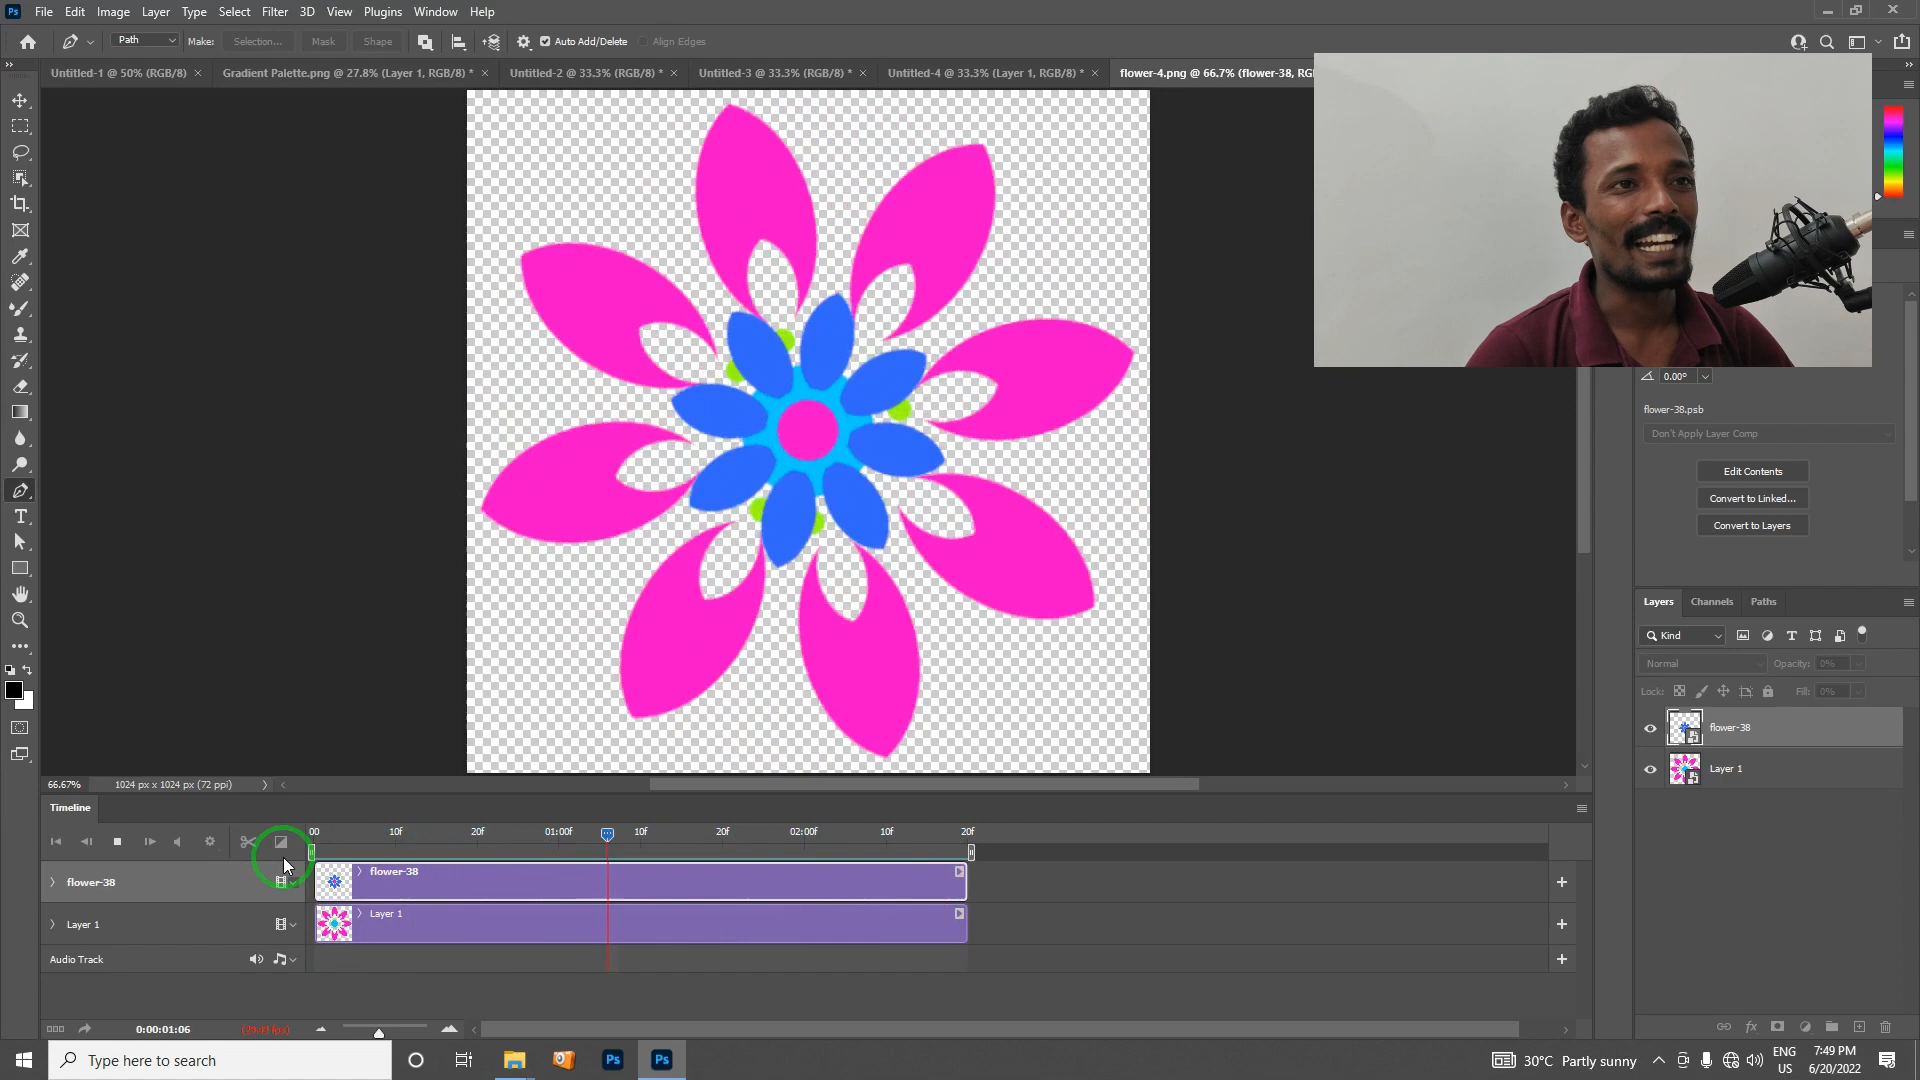 Ps File Edit Image Layer Type Select Filter 3D View Plugins Window Help
Path Make: Selection... Mask Shape Auto Add/Delete Align Edges
Untitled-1 @ 50% (RGB/8) Gradient Palette.png @ 27.8% (Layer 1, RGB/8) * Untitled-2 @ 33.3% (RGB/8) * Untitled-3 @ 33.3% (RGB/8) * Untitled-4 @ 33.3% (Layer 1, RGB/8) * flower-4.png @ 66.7% (flower-38, RG
0.00°
flower-38.psb
Don't Apply Layer Comp
Edit Contents
Convert to Linked...
Convert to Layers
Layers Channels Paths
Kind
Normal Opacity: 0%
Lock: Fill: 0%
flower-38
Layer 1
66.67% 1024 px x 1024 px (72 ppi)
Timeline
00 10f 20f 01:00f 10f 20f 02:00f 10f 20f
flower-38 flower-38
Layer 1 Layer 1
Audio Track
0:00:01:06
Type here to search
Ps Ps
30°C Partly sunny
ENG
US
7:49 PM
6/20/2022